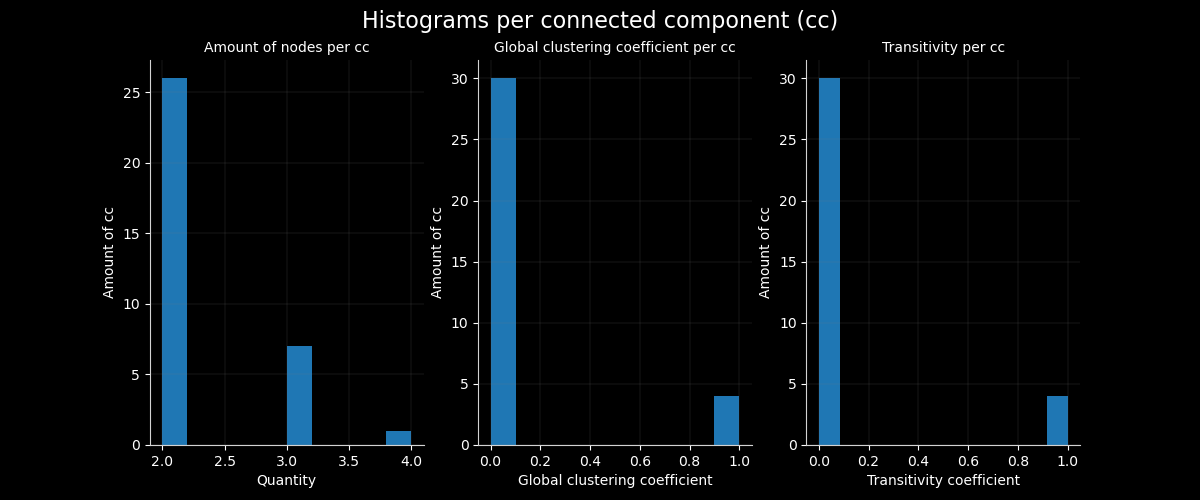 Histograms per connected component (cc)
Amount of nodes per cc
Global clustering coefficient per cc
Transitivity per cc
Amount of cc
25
20
15
10
5
0
2.0 2.5 3.0 3.5 4.0
Quantity
Amount of cc
30
25
20
15
10
5
0
0.0 0.2 0.4 0.6 0.8 1.0
Global clustering coefficient
Amount of cc
30
25
20
15
10
5
0
0.0 0.2 0.4 0.6 0.8 1.0
Transitivity coefficient